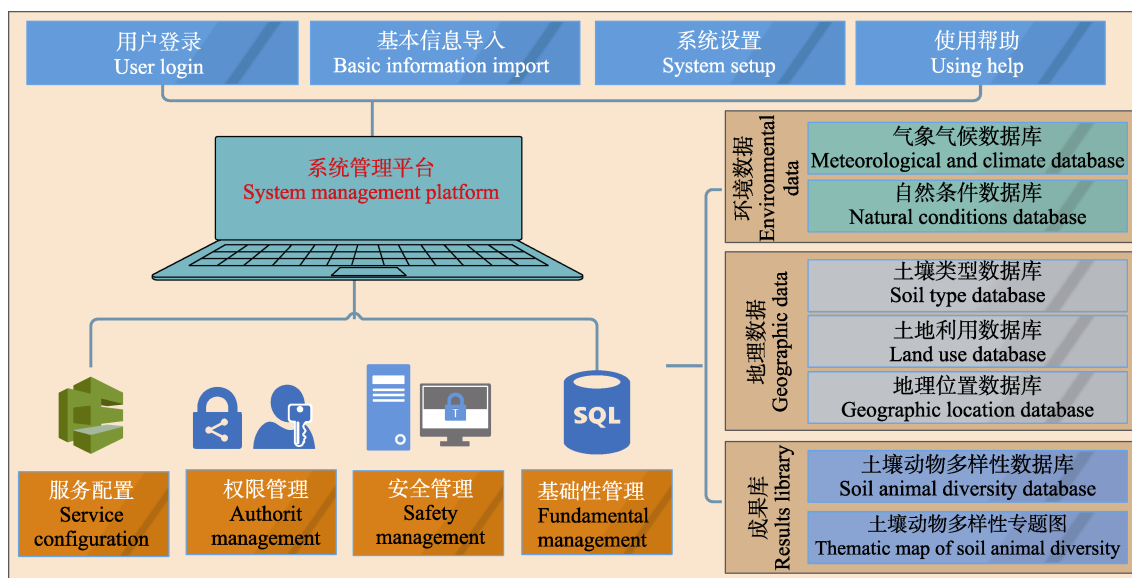 用户登录
User login
基本信息导入
Basic information import
系统设置
System setup
使用帮助
Using help
系统管理平台
System management platform
环境数据
Environmental
data
气象气候数据库
Meteorological and climate database
自然条件数据库
Natural conditions database
地理数据
Geographic data
土壤类型数据库
Soil type database
土地利用数据库
Land use database
地理位置数据库
Geographic location database
成果库
Results library
土壤动物多样性数据库
Soil animal diversity database
土壤动物多样性专题图
Thematic map of soil animal diversity
T
SQL
服务配置
Service
configuration
权限管理
Authorit
management
安全管理
Safety
management
基础性管理
Fundamental
management